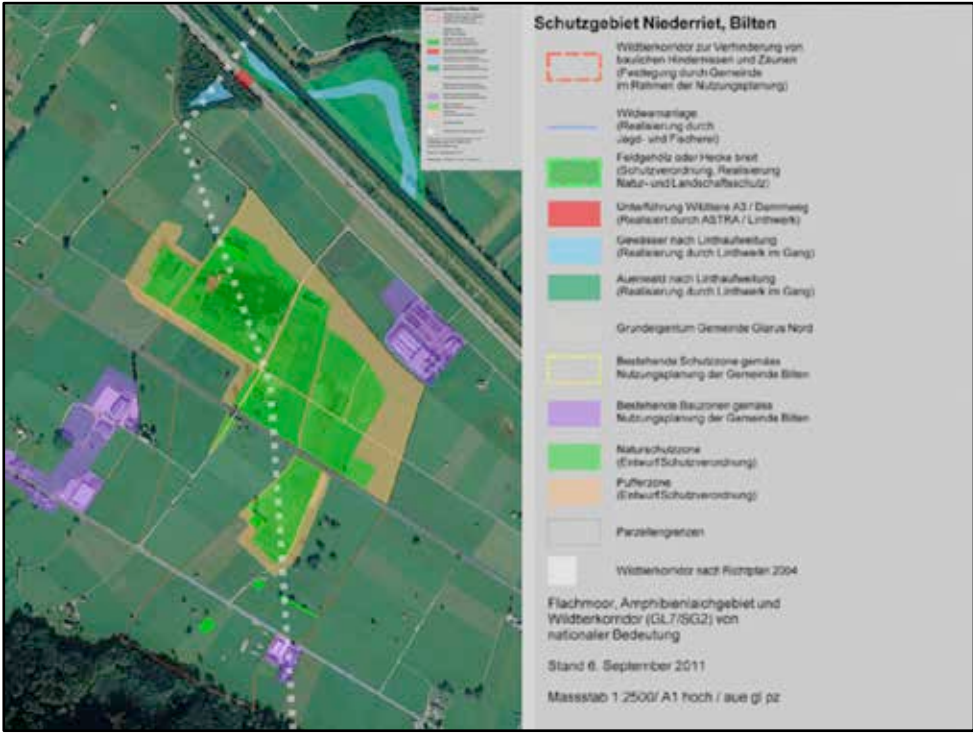 Schutzgebiet Niederriet, Bilten
Wildtierkorridor zur Verhinderung von
baulichen Hindernissen und Zäunen
(Festlegung durch Gemeinde
im Rahmen der Nutzungsplanung)
Wildwarnanlage
(Realisierung durch
Jagd- und Fischerei)
Feldgehölz oder Hecke breit
(Schutzverordnung, Realisierung
Natur- und Landschaftsschutz)
Unterführung Wildtiere A3 / Dammweg
(Realisiert durch ASTRA / Linthwerk)
Gewässer nach Linthaufweitung
(Realisierung durch Linthwerk im Gang)
Auenwald nach Linthaufweitung
(Realisierung durch Linthwerk im Gang)
Grundeigentum Gemeinde Glarus Nord
Bestehende Schutzzone gemäss
Nutzungsplanung der Gemeinde Bilten
Bestehende Bauzonen gemäss
Nutzungsplanung der Gemeinde Bilten
Naturschutzzone
(Entwurf Schutzverordnung)
Pufferzone
(Entwurf Schutzverordnung)
Parzellengrenzen
Wildtierkorridor nach Richtplan 2004
Flachmoor, Amphibienlaichgebiet und
Wildtierkorridor (GL7/SG2) von
nationaler Bedeutung
Stand 6. September 2011
Massstab 1:2500/ A1 hoch / aue gl pz